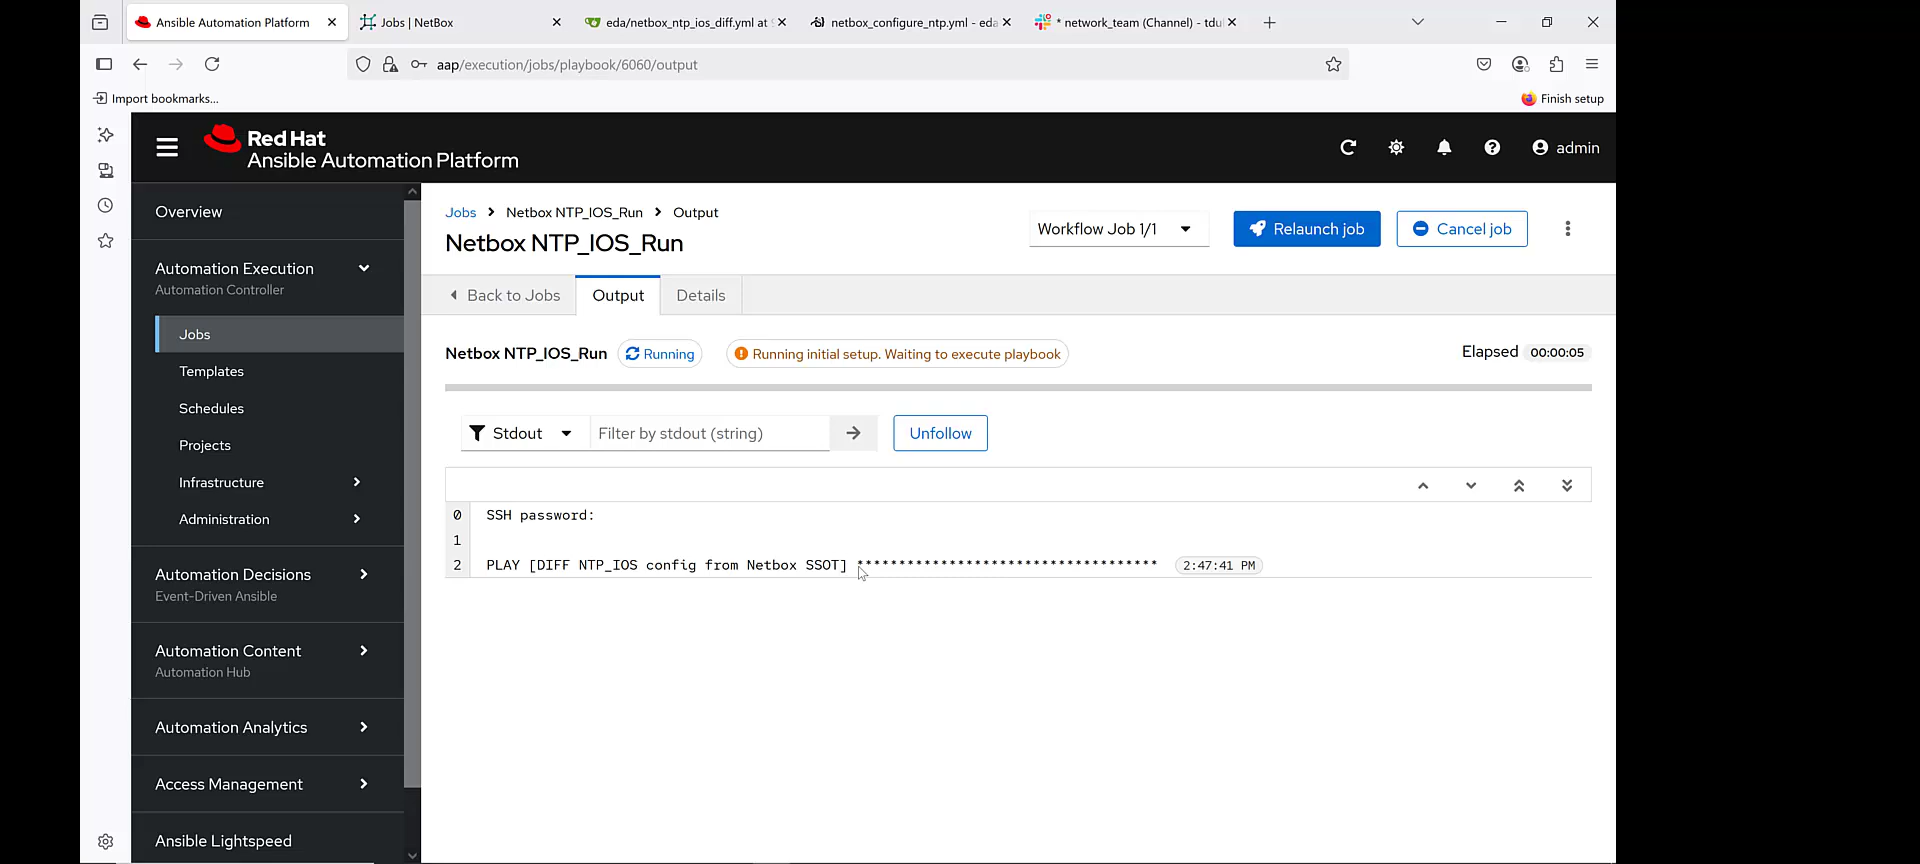 Ansible Automation Platform
Jobs | NetBox
eda/netbox_ntp_ios_diff.yml at
netbox_configure_ntp.yml - eda
* network_team (Channel) - tdu
aap/execution/jobs/playbook/6060/output
Import bookmarks...
Finish setup
Red Hat
Ansible Automation Platform
admin
Overview
Automation Execution
Automation Controller
Jobs
Templates
Schedules
Projects
Infrastructure
Administration
Automation Decisions
Event-Driven Ansible
Automation Content
Automation Hub
Automation Analytics
Access Management
Ansible Lightspeed
Jobs > Netbox NTP_IOS_Run > Output
Netbox NTP_IOS_Run
Workflow Job 1/1
Relaunch job
Cancel job
Back to Jobs
Output
Details
Netbox NTP_IOS_Run
Running
Running initial setup. Waiting to execute playbook
Elapsed 00:00:05
Stdout
Filter by stdout (string)
Unfollow
0 SSH password:
1
2 PLAY [DIFF NTP_IOS config from Netbox SSOT] ************************************ 2:47:41 PM